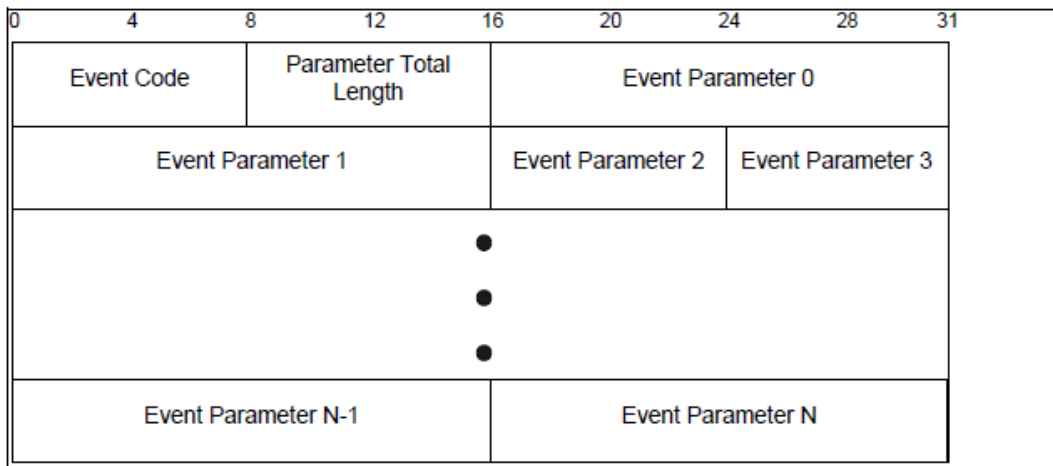 0 4 8 12 16 20 24 28 31
Event Code
Parameter Total
Length
Event Parameter 0
Event Parameter 1
Event Parameter 2
Event Parameter 3
Event Parameter N-1
Event Parameter N